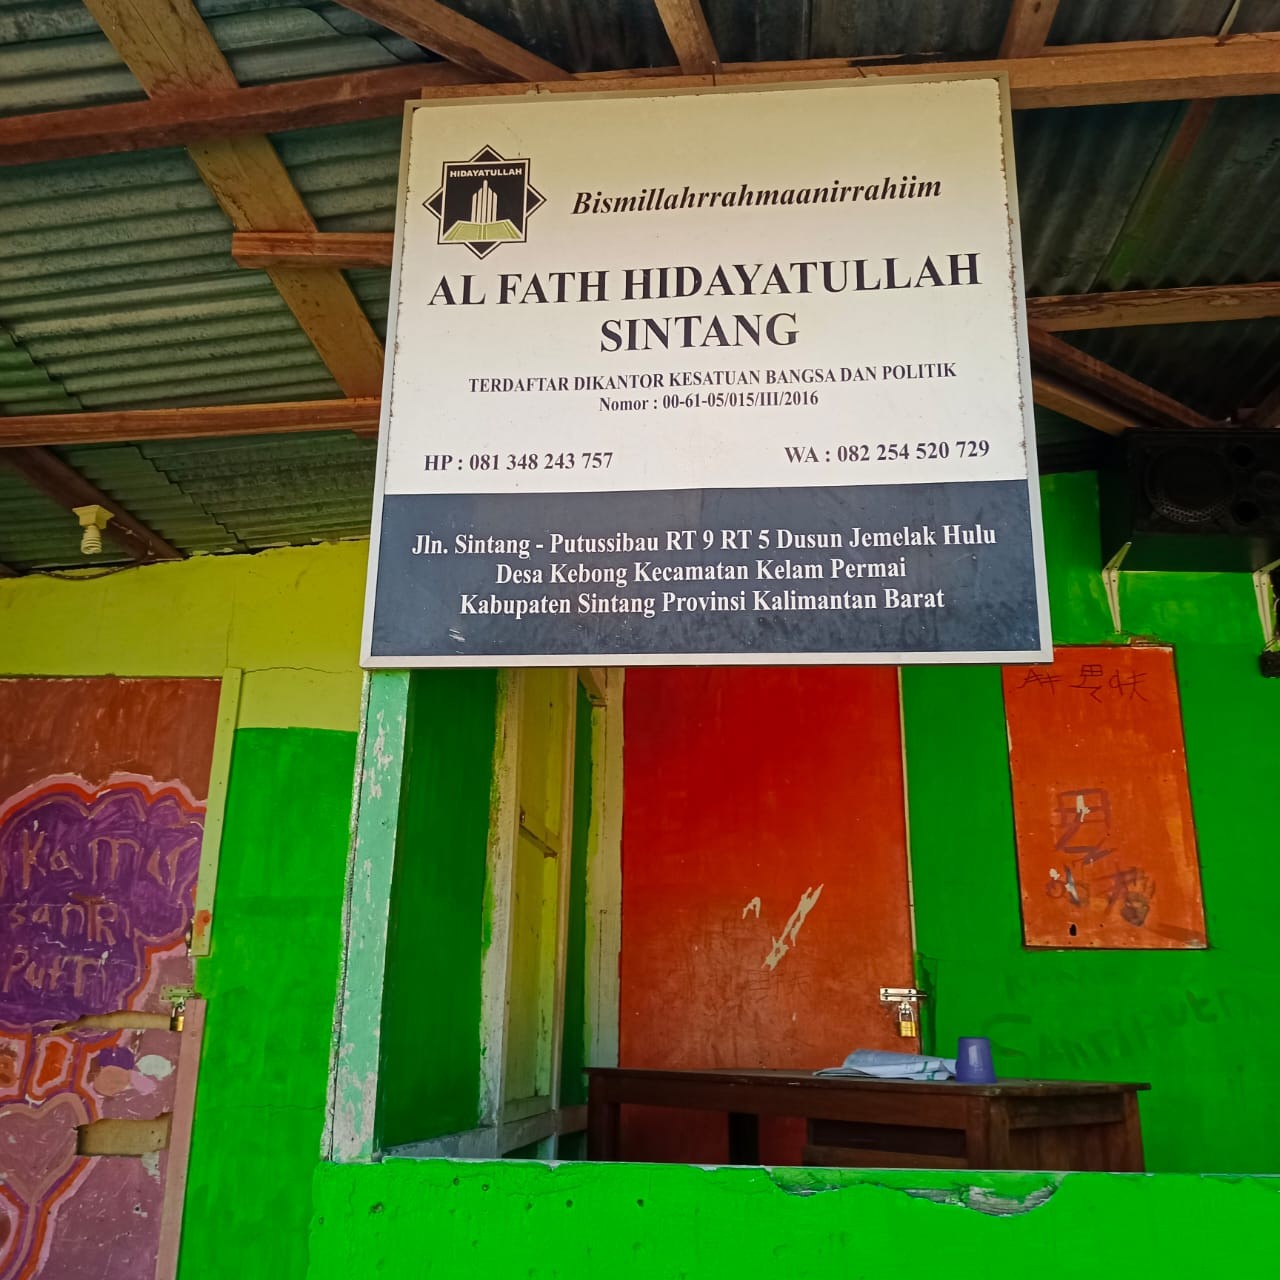 HIDAYATULLAH
Bismillahrrahmaanirrahiim
AL FATH HIDAYATULLAH
SINTANG
TERDAFTAR DIKANTOR KESATUAN BANGSA DAN POLITIK
Nomor : 00-61-05/015/III/2016
HP : 081 348 243 757
WA : 082 254 520 729
Jln. Sintang - Putussibau RT 9 RT 5 Dusun Jemelak Hulu
Desa Kebong Kecamatan Kelam Permai
Kabupaten Sintang Provinsi Kalimantan Barat
Kamar
santRi
PutRi